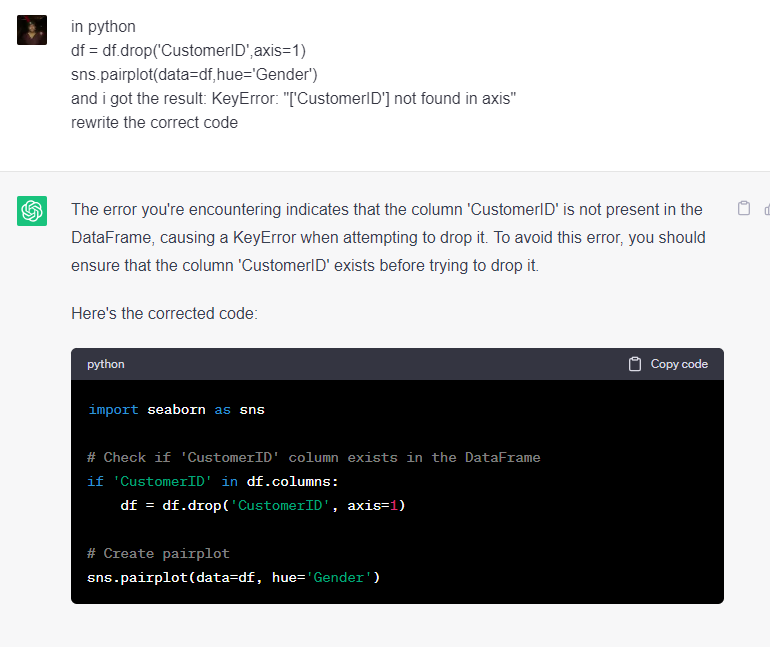 in python
df = df.drop('CustomerID',axis=1)
sns.pairplot(data=df,hue='Gender')
and i got the result: KeyError: "['CustomerID'] not found in axis"
rewrite the correct code
The error you're encountering indicates that the column 'CustomerID' is not present in the
DataFrame, causing a KeyError when attempting to drop it. To avoid this error, you should
ensure that the column 'CustomerID' exists before trying to drop it.
Here's the corrected code:
python Copy code
import seaborn as sns
# Check if 'CustomerID' column exists in the DataFrame
if 'CustomerID' in df.columns:
    df = df.drop('CustomerID', axis=1)
# Create pairplot
sns.pairplot(data=df, hue='Gender')